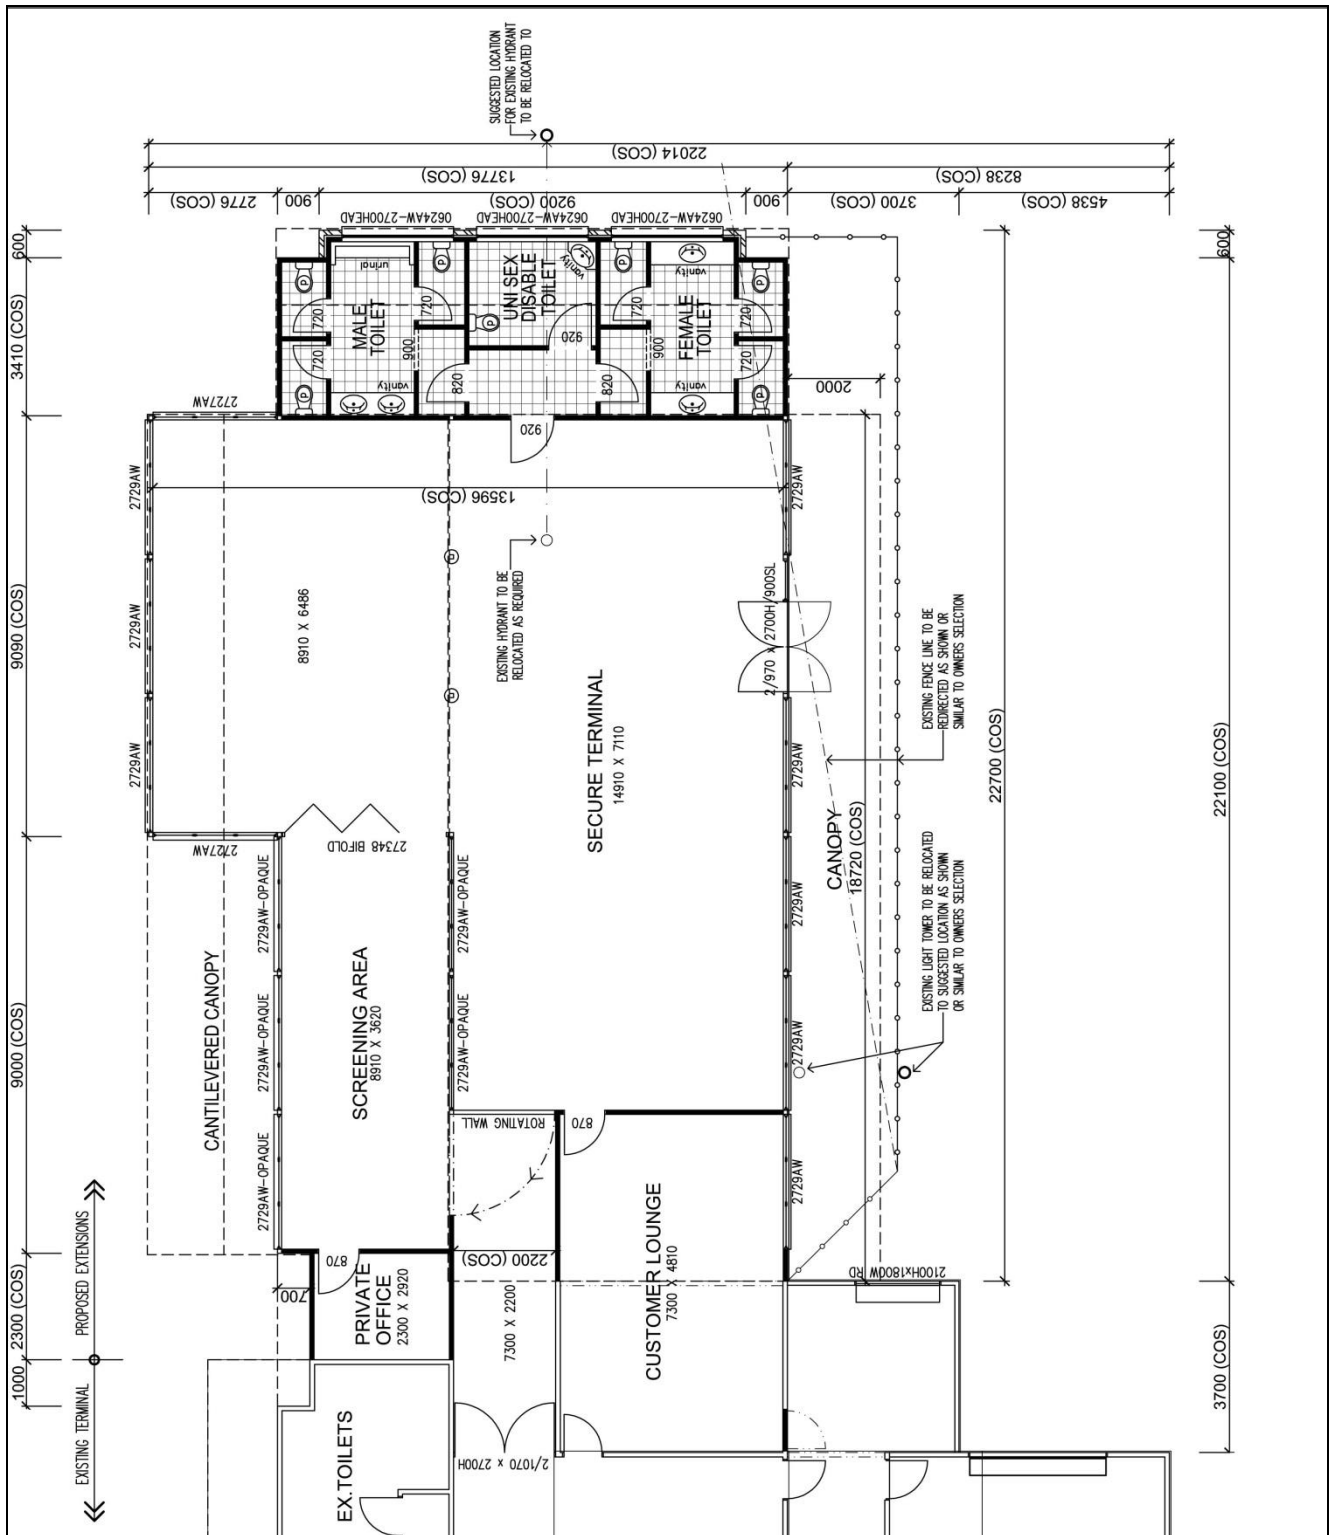 SUGGESTED LOCATION
FOR EXISTING HYDRANT
TO BE RELOCATED TO
22014 (COS)
13776 (COS)
8238 (COS)
2776 (COS)
900
9200 (COS)
900
3700 (COS)
4538 (COS)
0624AW-2700HEAD
0624AW-2700HEAD
0624AW-2700HEAD
600
600
3410 (COS)
urinal
MALE
TOILET
vanity
720
720
720
900
820
UNI SEX
DISABLE
TOILET
vanity
920
FEMALE
TOILET
vanity
vanity
720
720
720
900
820
P
P
P
P
P
P
P
2000
2727AW
920
13596 (COS)
2729AW
2729AW
2729AW
2729AW
9090 (COS)
8910 X 6486
EXISTING HYDRANT TO BE
RELOCATED AS REQUIRED
2/970 x 2700H/900SL
SECURE TERMINAL
14910 X 7110
EXISTING FENCE LINE TO BE
REDIRECTED AS SHOWN OR
SIMILAR TO OWNERS SELECTION
22700 (COS)
22100 (COS)
2729AW
CANOPY
18720 (COS)
2727AW
27348 BIFOLD
2729AW-OPAQUE
2729AW-OPAQUE
2729AW-OPAQUE
2729AW-OPAQUE
2729AW-OPAQUE
2729AW
2729AW
2729AW
EXISTING LIGHT TOWER TO BE RELOCATED
TO SUGGESTED LOCATION AS SHOWN
OR SIMILAR TO OWNERS SELECTION
CANTILEVERED CANOPY
SCREENING AREA
8910 X 3620
9000 (COS)
ROTATING WALL
870
2200 (COS)
870
700
PRIVATE
OFFICE
2300 X 2920
7300 X 2200
CUSTOMER LOUNGE
7300 X 4810
2100Hx1800W RD
2300 (COS)
1000
PROPOSED EXTENSIONS
EXISTING TERMINAL
3700 (COS)
EX.TOILETS
2/1070 x 2700H